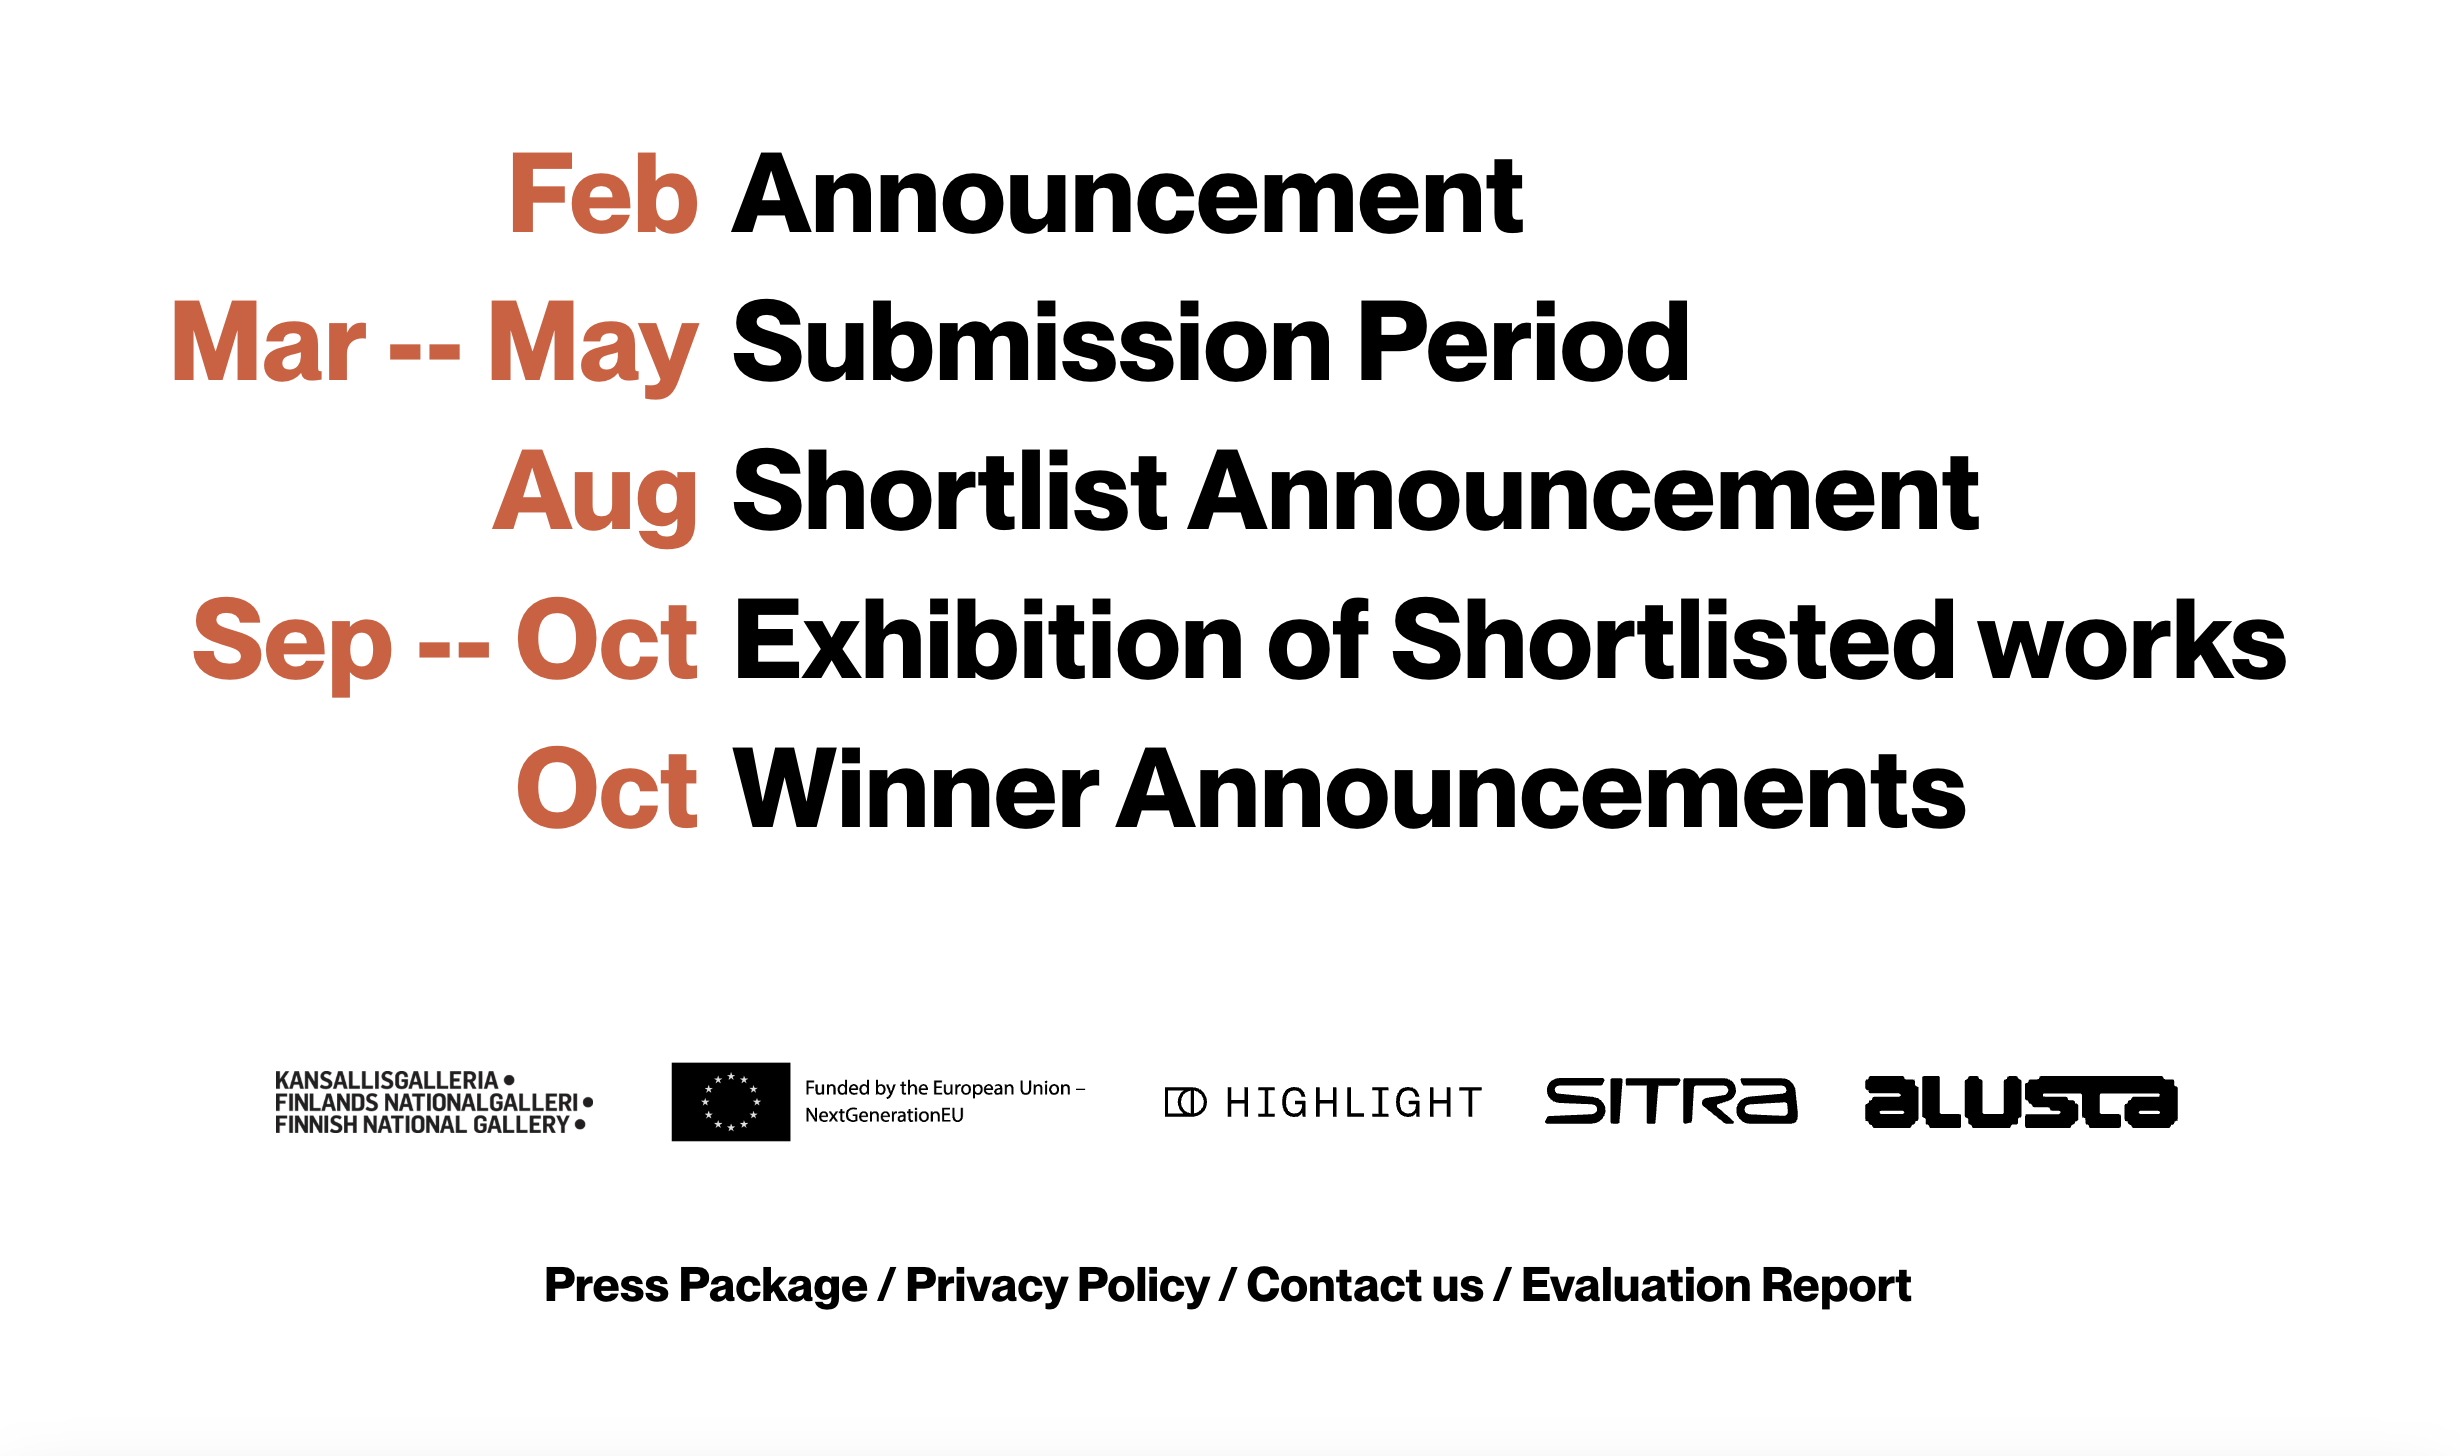 Feb Announcement
Mar -- May Submission Period
Aug Shortlist Announcement
Sep -- Oct Exhibition of Shortlisted works
Oct Winner Announcements
KANSALLISGALLERIA •
FINLANDS NATIONALGALLERI •
FINNISH NATIONAL GALLERY •
Funded by the European Union –
NextGenerationEU
HIGHLIGHT
SITRA
aLUSTa
Press Package / Privacy Policy / Contact us / Evaluation Report